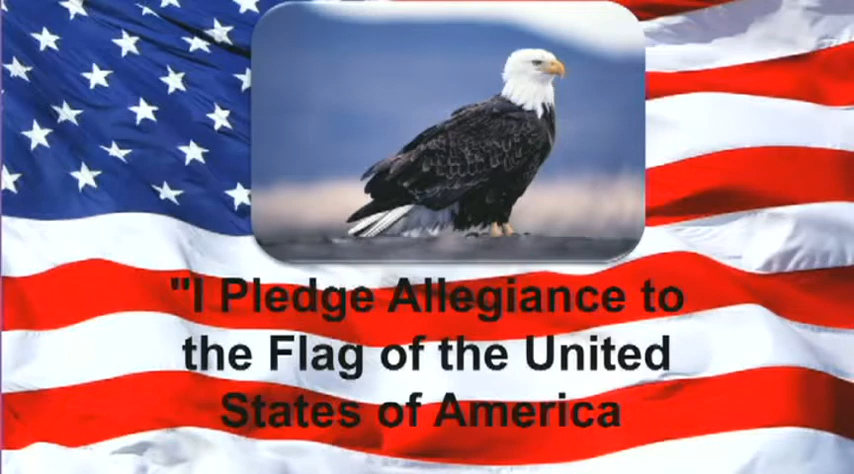 "I Pledge Allegiance to
the Flag of the United
States of America